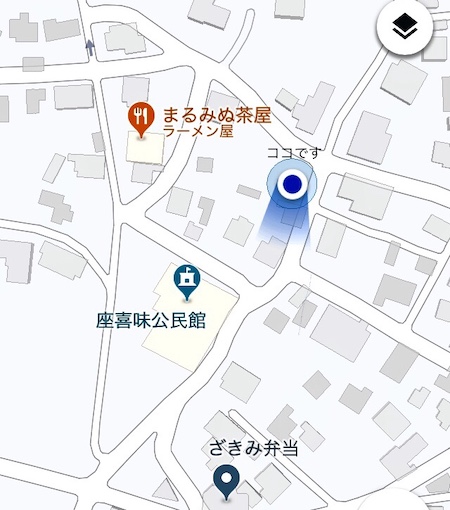 まるみぬ茶屋
ラーメン屋
ココです
座喜味公民館
ざきみ弁当